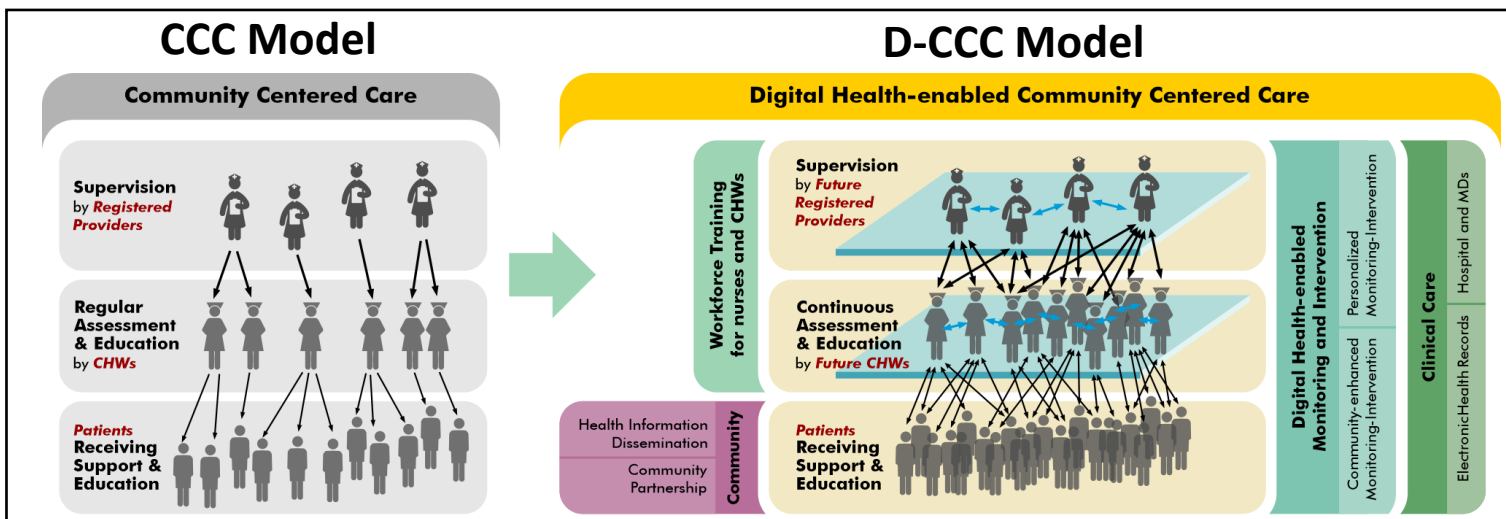 CCC Model
Community Centered Care
Supervision
by Registered
Providers
Regular
Assessment
& Education
by CHWs
Patients
Receiving
Support &
Education
D-CCC Model
Digital Health-enabled Community Centered Care
Workforce Training
for nurses and CHWs
Supervision
by Future
Registered
Providers
Continuous
Assessment
& Education
by Future CHWs
Health Information
Dissemination
Community
Partnership
Community
Patients
Receiving
Support &
Education
Digital Health-enabled
Monitoring and Intervention
Personalized
Monitoring-Intervention
Community-enhanced
Monitoring-Intervention
Clinical Care
Hospital and MDs
ElectronicHealth Records